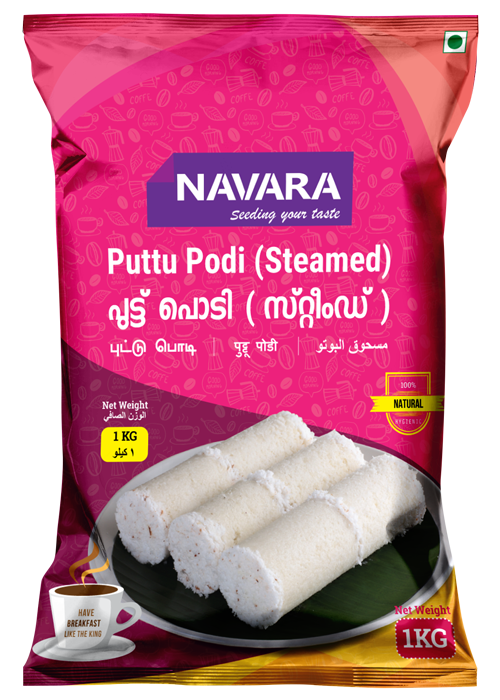 NAVARA
Seeding your taste
Puttu Podi (Steamed)
പുട്ട് പൊടി ( സ്റ്റീംഡ് )
புட்டு பொடி | पुट्टू पोडी | مسحوق البوتو
100%
NATURAL
HYGIENIC
Net Weight
الوزن الصافي
1 KG
١ كيلو
HAVE
BREAKFAST
LIKE THE KING
Net Weight
1KG